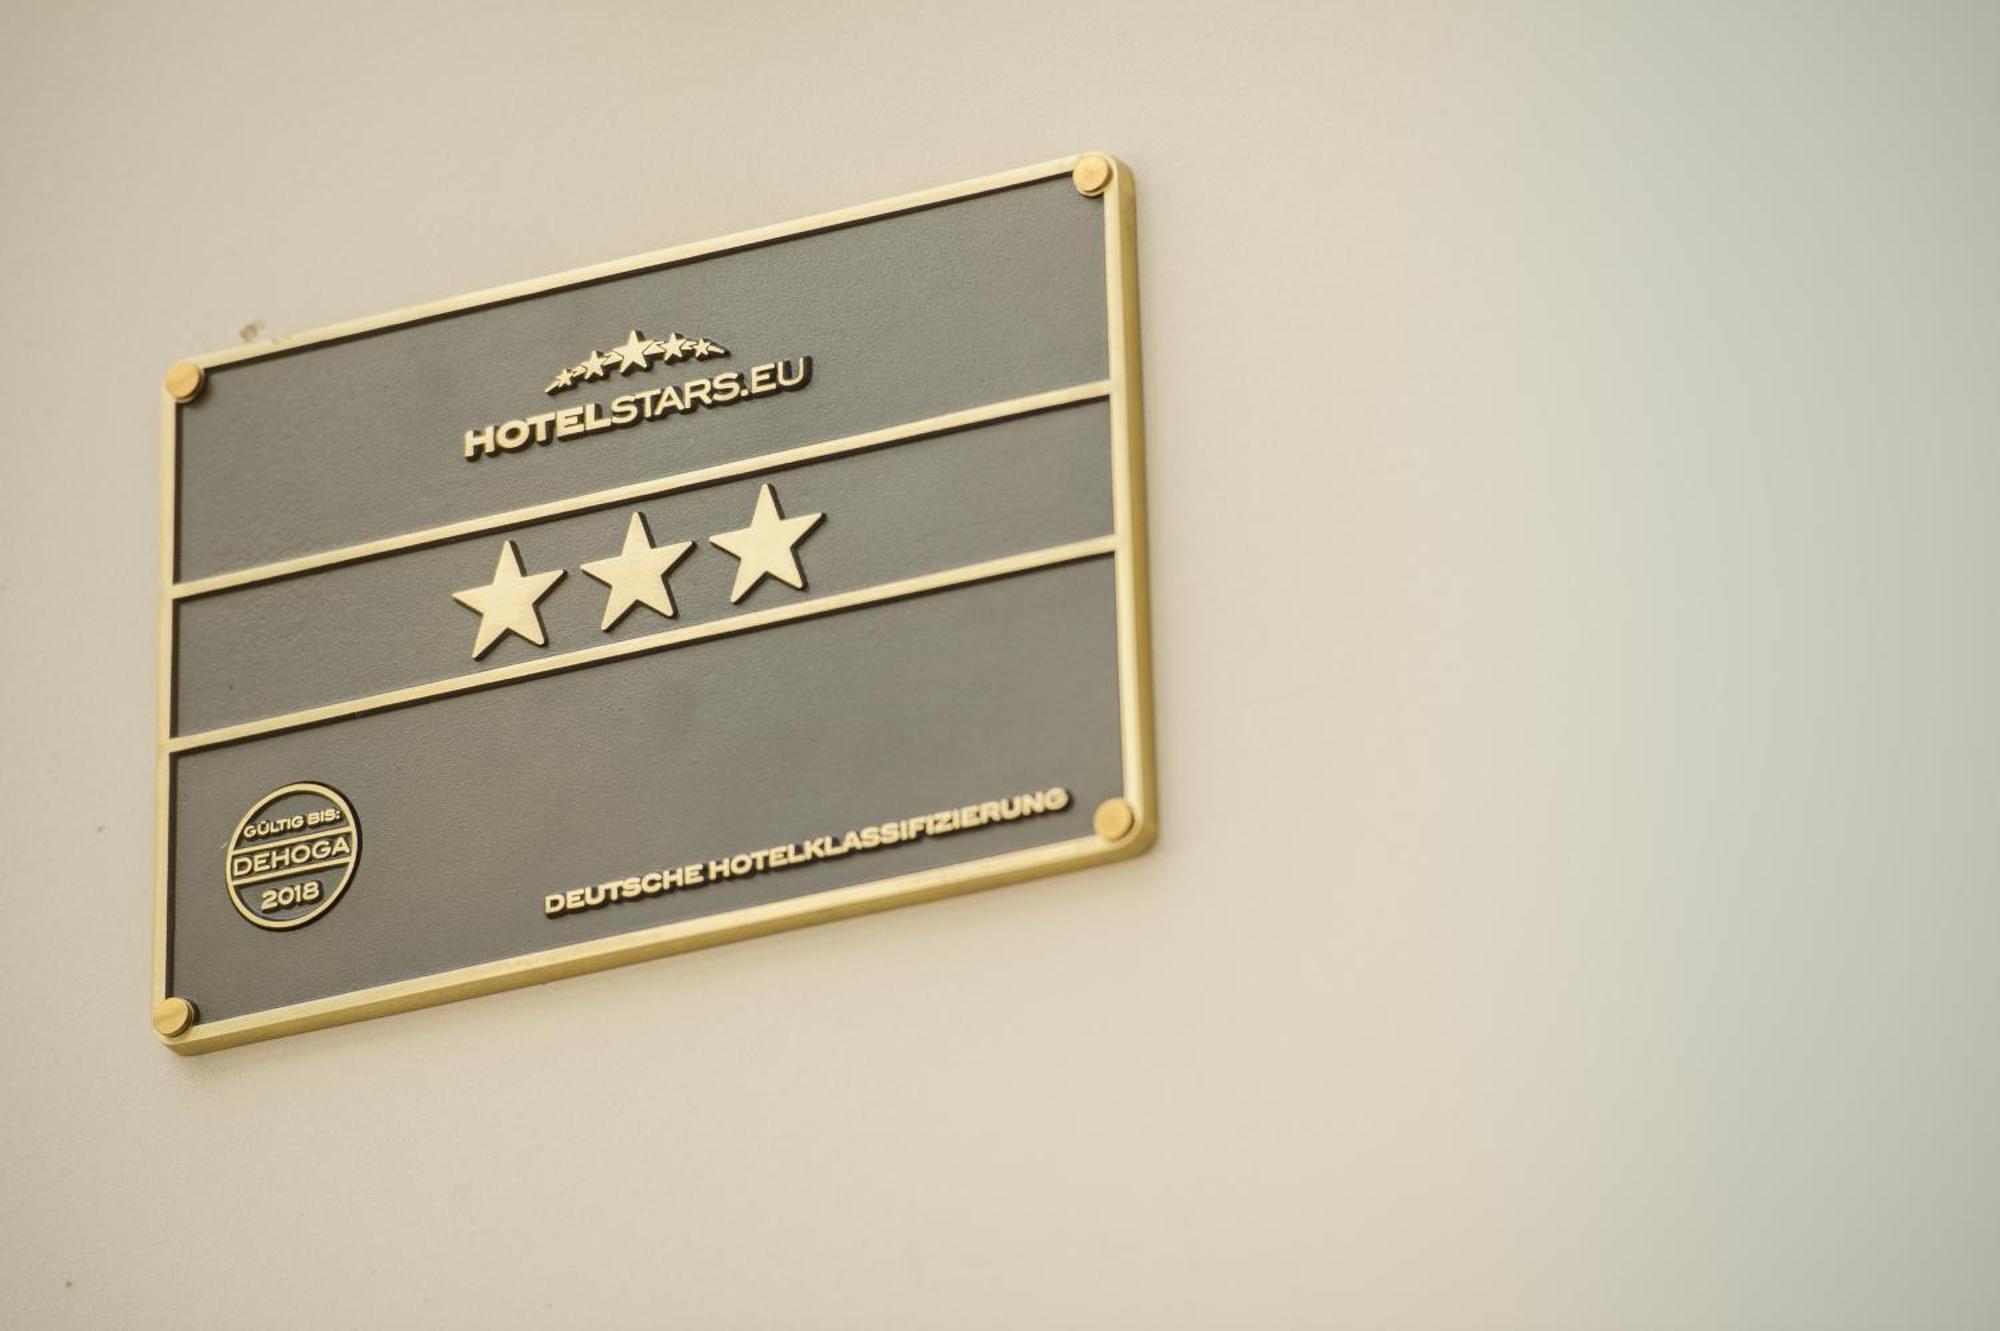 HOTELSTARS.EU
GÜLTIG BIS:
DEHOGA
2018
DEUTSCHE HOTELKLASSIFIZIERUNG